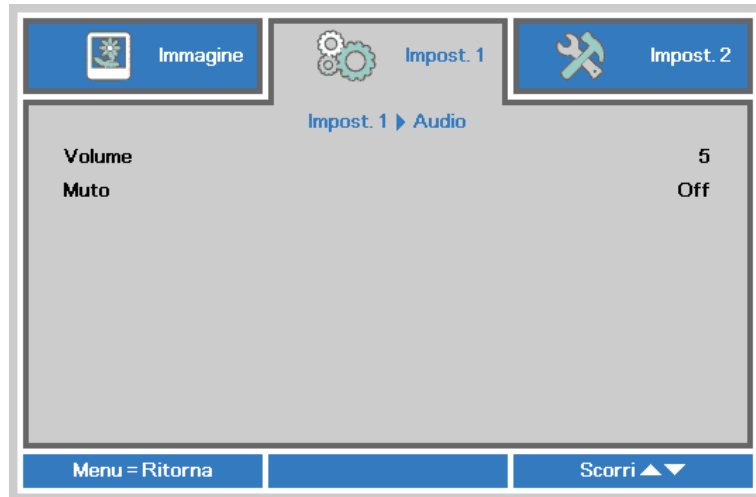 Immagine Impost. 1 Impost. 2
Impost. 1 ▶ Audio
Volume 5
Muto Off
Menu = Ritorna Scorri ▲▼